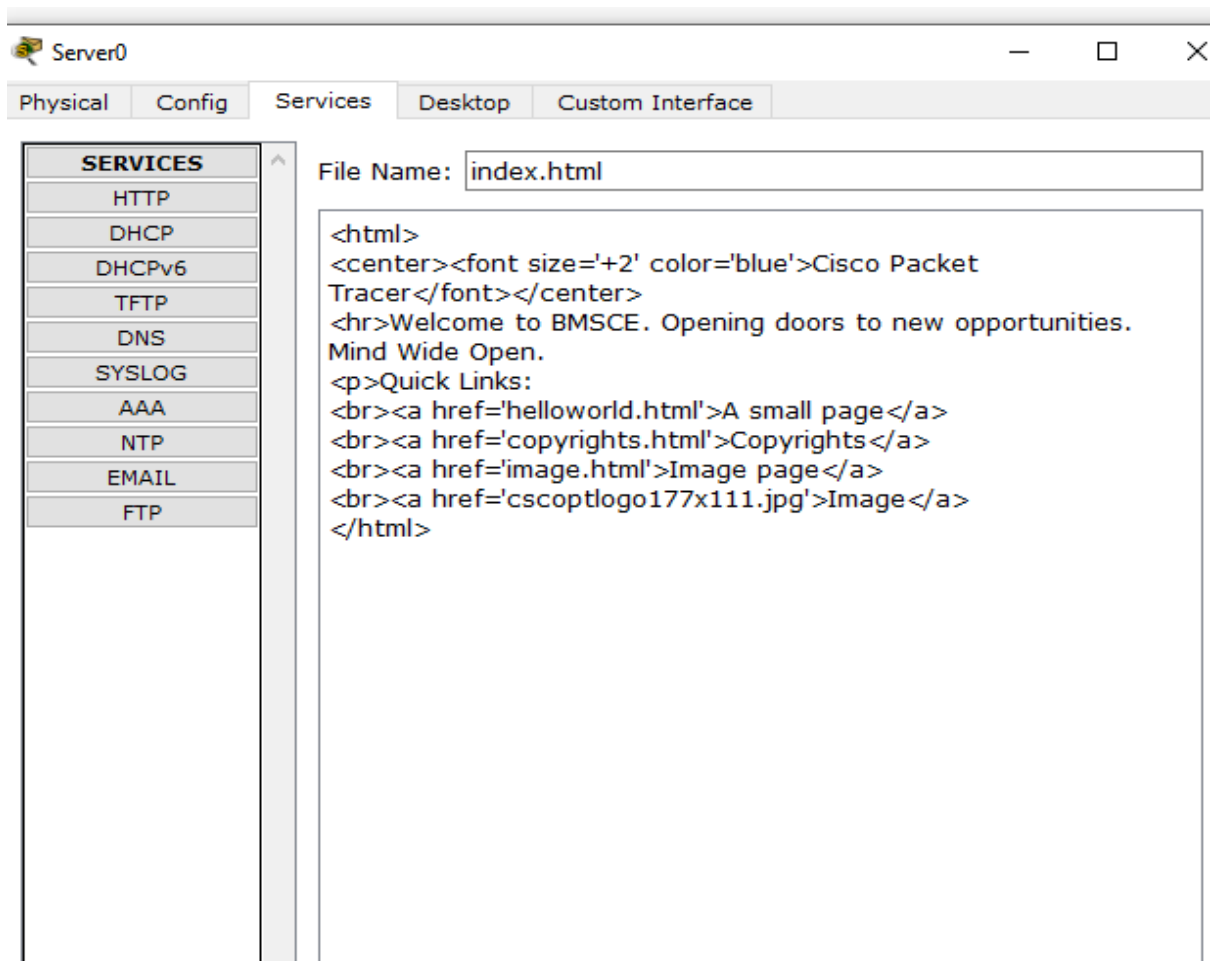 Server0
Physical Config Services Desktop Custom Interface
SERVICES
HTTP
DHCP
DHCPv6
TFTP
DNS
SYSLOG
AAA
NTP
EMAIL
FTP
File Name: index.html
<html>
<center><font size='+2' color='blue'>Cisco Packet
Tracer</font></center>
<hr>Welcome to BMSCE. Opening doors to new opportunities.
Mind Wide Open.
<p>Quick Links:
<br><a href='helloworld.html'>A small page</a>
<br><a href='copyrights.html'>Copyrights</a>
<br><a href='image.html'>Image page</a>
<br><a href='cscoptlogo177x111.jpg'>Image</a>
</html>